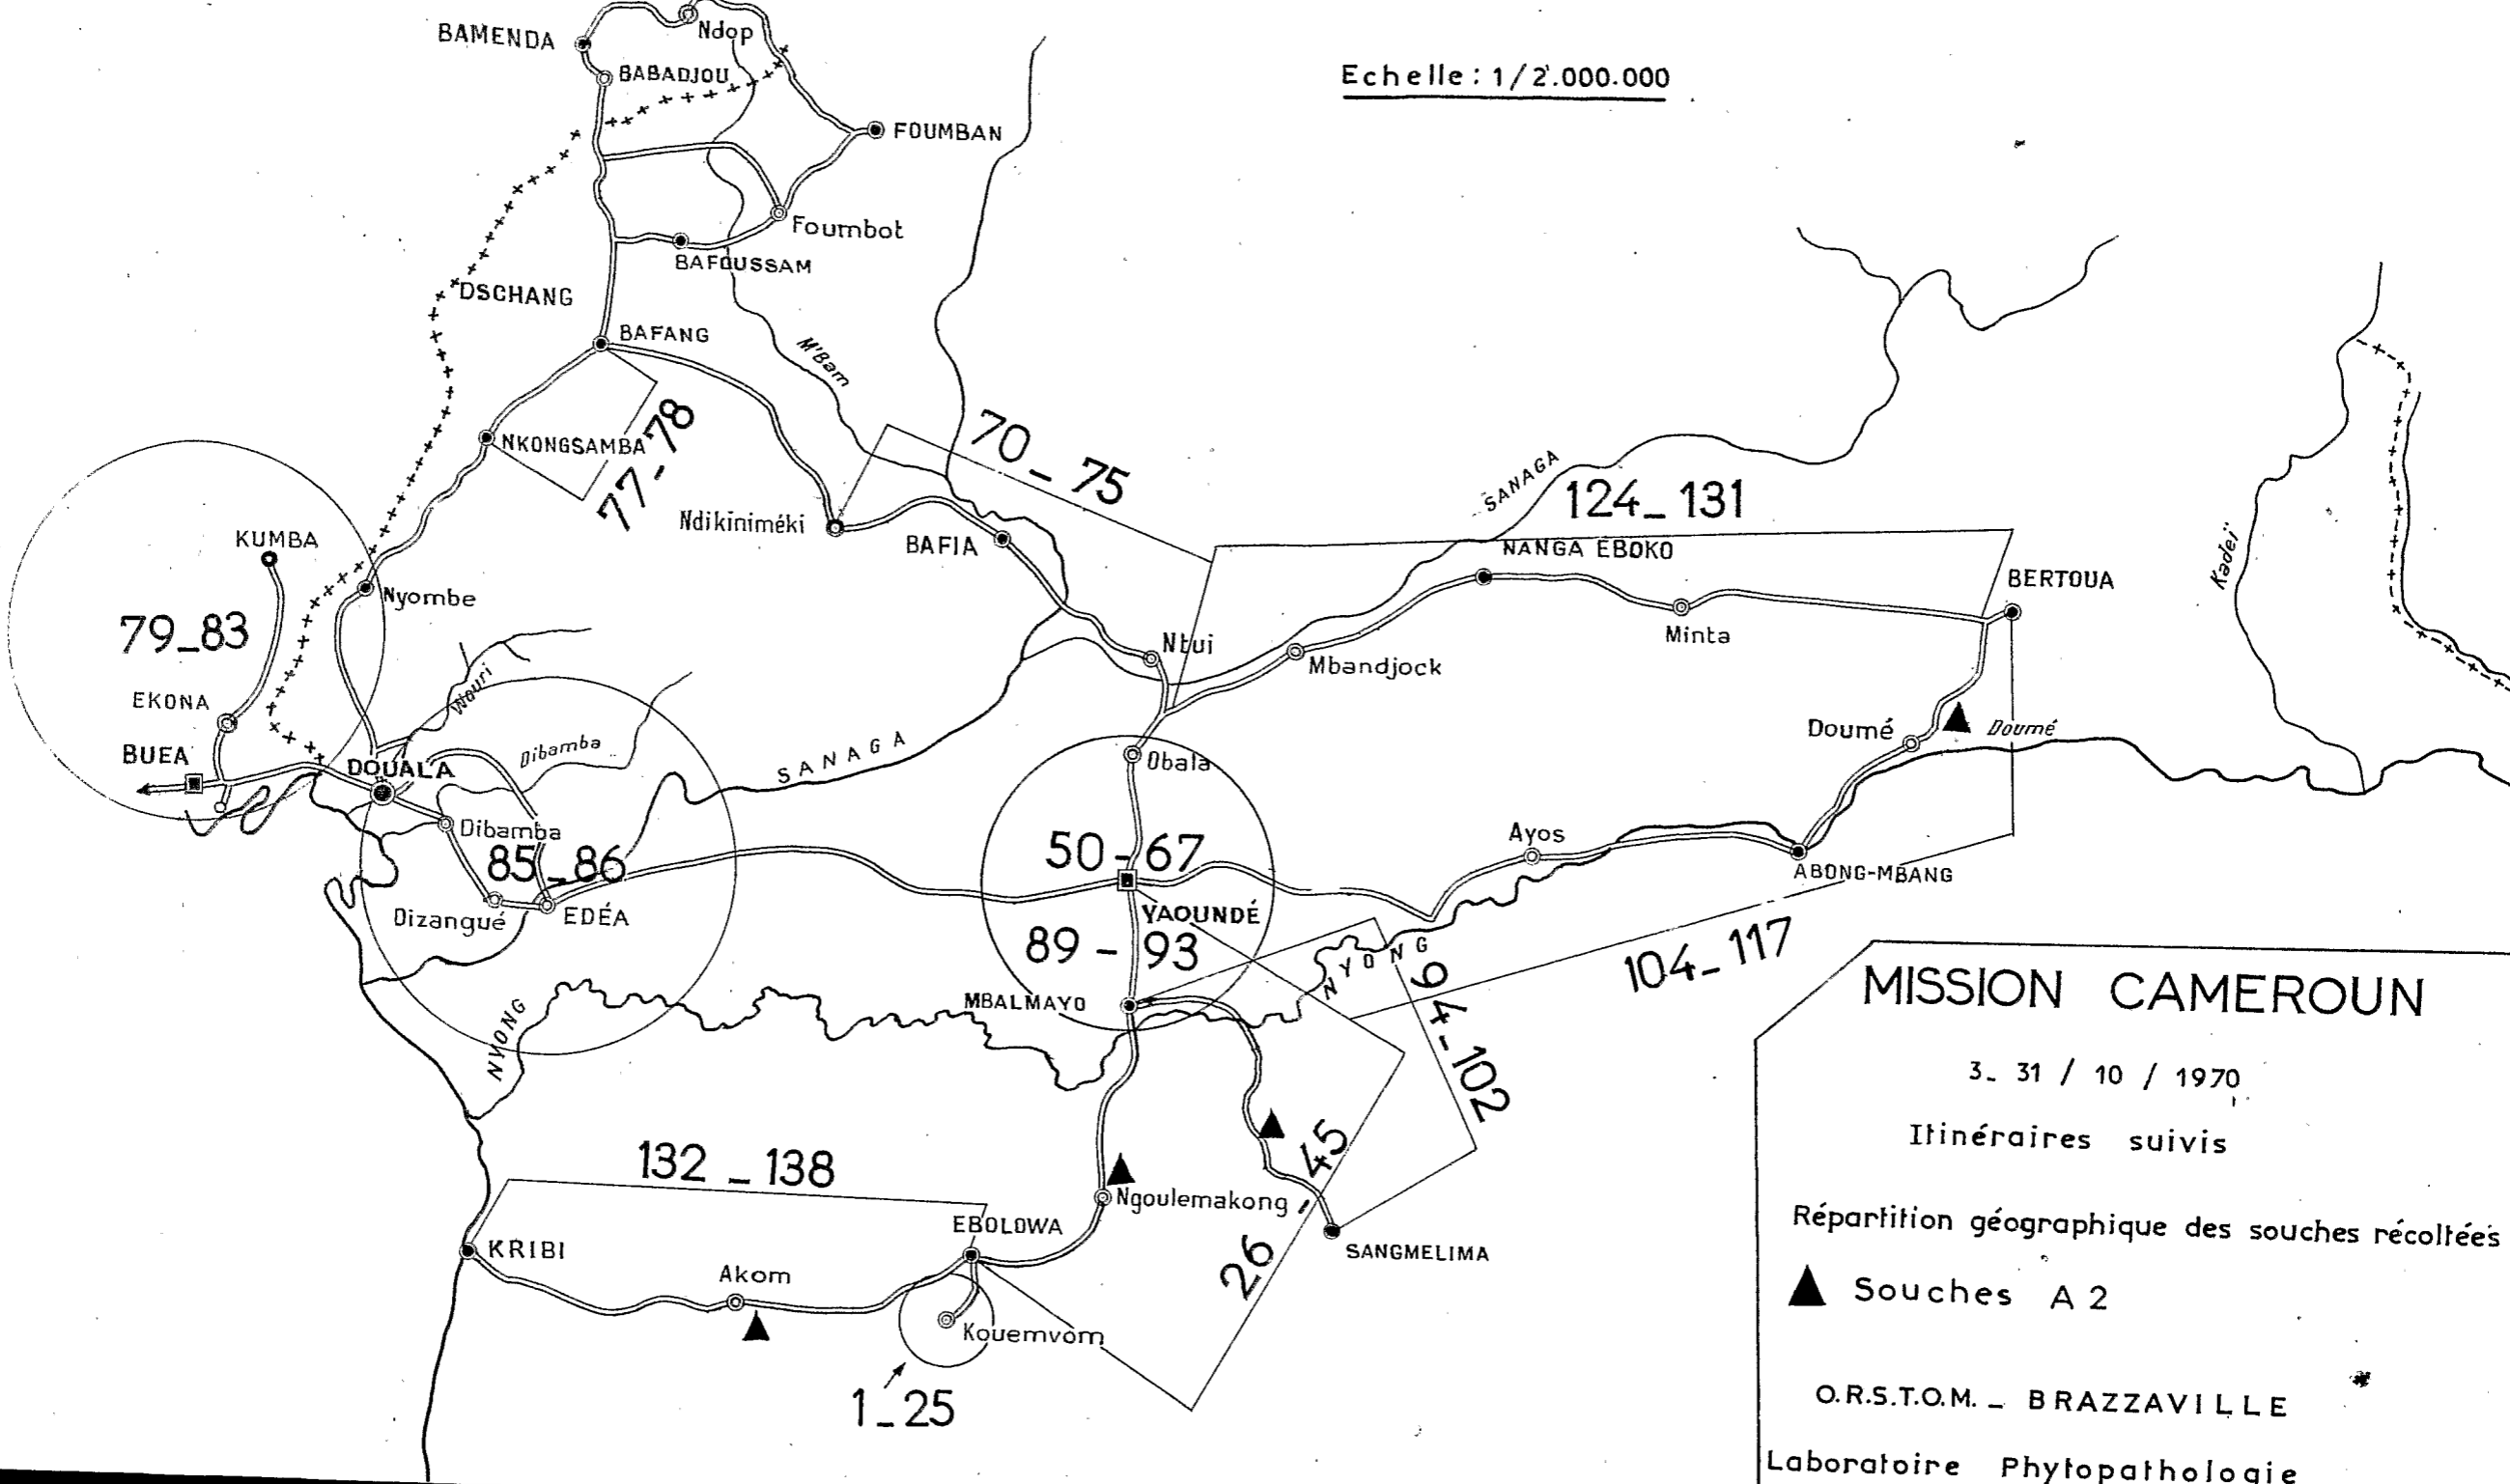 BAMENDA
Ndop
BABADJOU
Echelle: 1/2.000.000
FOUMBAN
Foumbot
BAFOUSSAM
DSCHANG
BAFANG
M'Bam
NKONGSAMBA
77-78
70_75
Ndikiniméki
BAFIA
SANAGA
124_131
NANGA EBOKO
BERTOUA
Kadeï
KUMBA
Nyombe
79_83
Ntui
Minta
Mbandjock
EKONA
Wouri
Dibamba
SANAGA
Doumé
Doumé
BUEA
DOUALA
Obala
Dibamba
85_86
50-67
Ayos
ABONG-MBANG
Dizangué
EDÉA
YAOUNDÉ
89-93
NYONG
104_117
MBALMAYO
94-102
NYONG
132_138
Ngoulemakong
26-45
EBOLOWA
SANGMELIMA
KRIBI
Akom
Kouemvom
1_25
MISSION CAMEROUN
3_ 31 / 10 / 1970
Itinéraires suivis
Répartition géographique des souches récoltées
Souches A 2
O.R.S.T.O.M. _ BRAZZAVILLE
Laboratoire Phytopathologie